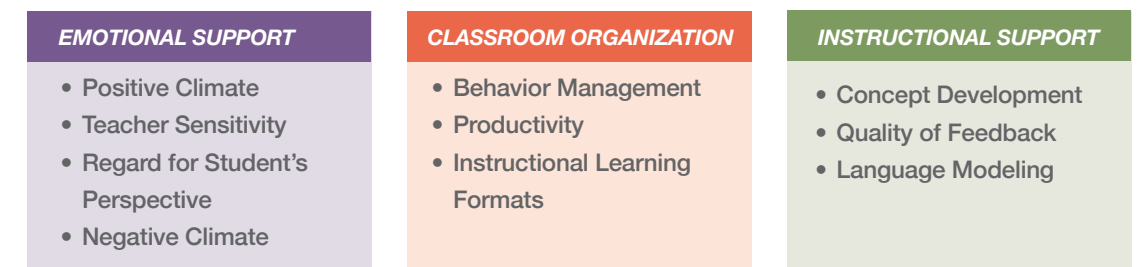 EMOTIONAL SUPPORT
• Positive Climate
• Teacher Sensitivity
• Regard for Student’s
Perspective
• Negative Climate
CLASSROOM ORGANIZATION
• Behavior Management
• Productivity
• Instructional Learning
Formats
INSTRUCTIONAL SUPPORT
• Concept Development
• Quality of Feedback
• Language Modeling